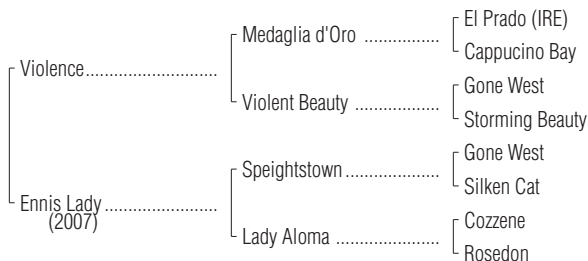 El Prado (IRE)
Medaglia d'Oro ..................
Cappucino Bay
Violence................................
Gone West
Violent Beauty ....................
Storming Beauty
Gone West
Speightstown .....................
Silken Cat
Ennis Lady ...........................
(2007)
Cozzene
Lady Aloma .........................
Rosedon